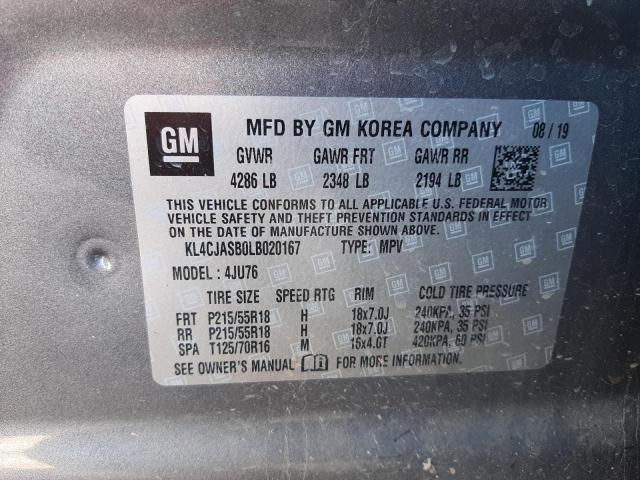 GM MFD BY GM KOREA COMPANY 08/19
GVWR GAWR FRT GAWR RR
4286 LB 2348 LB 2194 LB
THIS VEHICLE CONFORMS TO ALL APPLICABLE U.S. FEDERAL MOTOR
VEHICLE SAFETY AND THEFT PREVENTION STANDARDS IN EFFECT
ON THE DATE OF MANUFACTURE SHOWN ABOVE.
KL4CJASB0LB020167 TYPE: MPV
MODEL: 4JU76
TIRE SIZE SPEED RTG RIM COLD TIRE PRESSURE
FRT P215/55R18 H 18x7.0J 240KPA, 35 PSI
RR P215/55R18 H 18x7.0J 240KPA, 35 PSI
SPA T125/70R16 M 16x4.0T 420KPA, 60 PSI
SEE OWNER'S MANUAL FOR MORE INFORMATION.